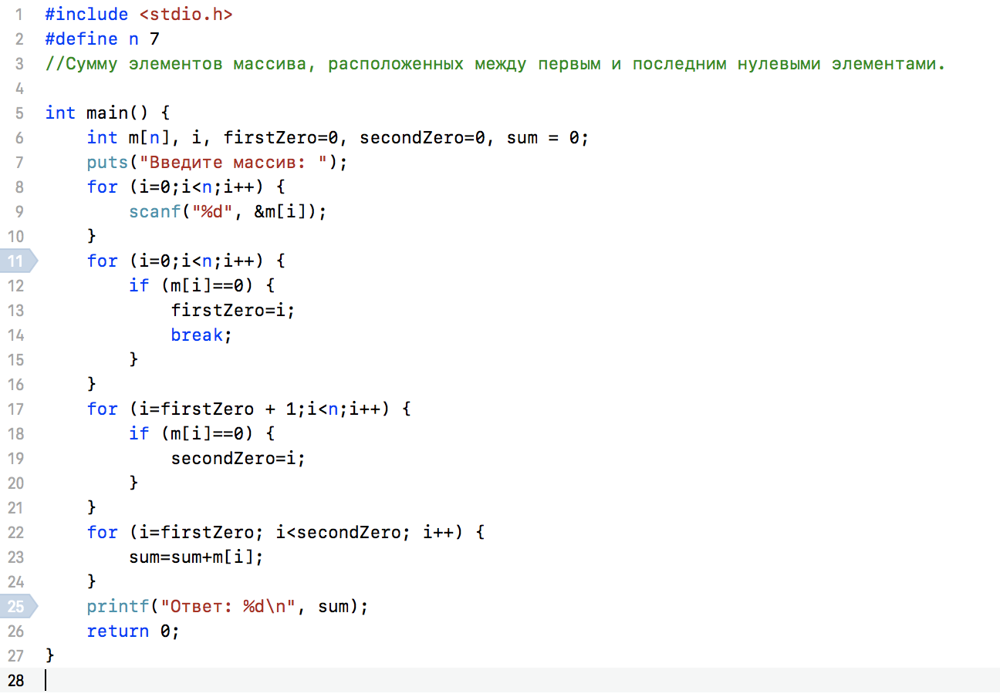 1 #include <stdio.h>
2 #define n 7
3 //Сумму элементов массива, расположенных между первым и последним нулевыми элементами.
4
5 int main() {
6     int m[n], i, firstZero=0, secondZero=0, sum = 0;
7     puts("Введите массив: ");
8     for (i=0;i<n;i++) {
9         scanf("%d", &m[i]);
10     }
11     for (i=0;i<n;i++) {
12         if (m[i]==0) {
13             firstZero=i;
14             break;
15         }
16     }
17     for (i=firstZero + 1;i<n;i++) {
18         if (m[i]==0) {
19             secondZero=i;
20         }
21     }
22     for (i=firstZero; i<secondZero; i++) {
23         sum=sum+m[i];
24     }
25     printf("Ответ: %d\n", sum);
26     return 0;
27 }
28